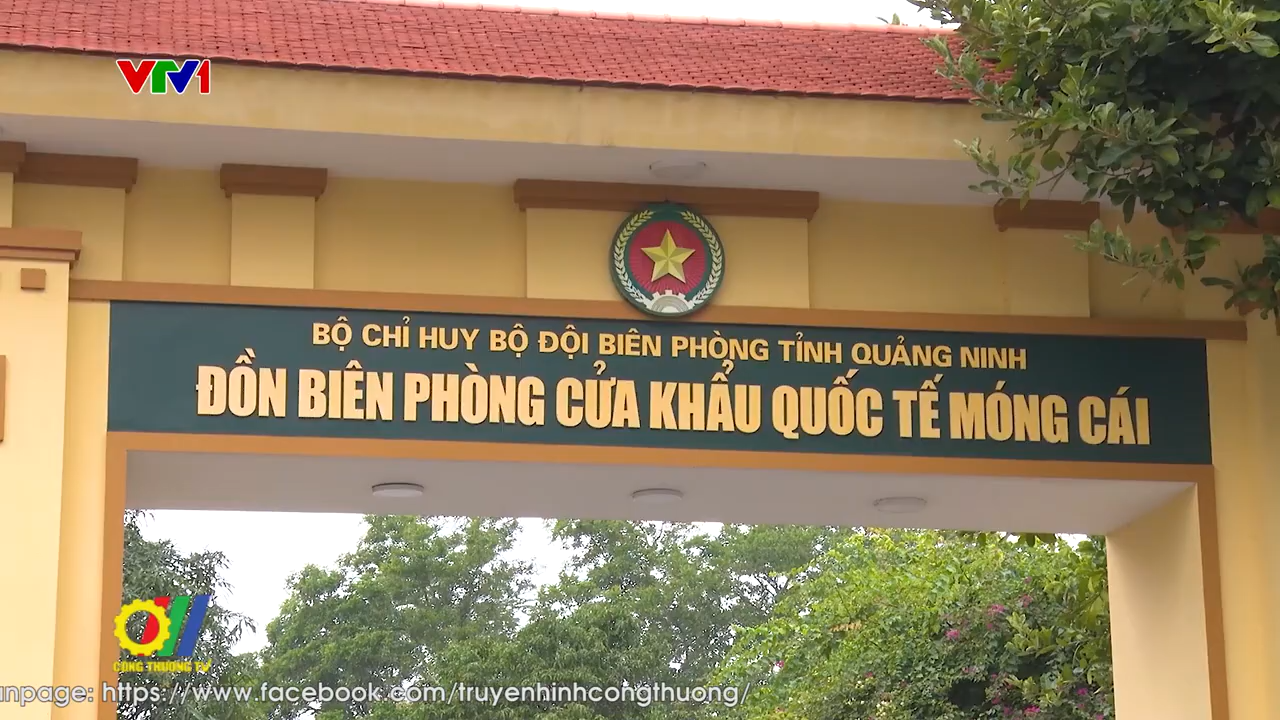 VTV1
BỘ CHỈ HUY BỘ ĐỘI BIÊN PHÒNG TỈNH QUẢNG NINH
ĐỒN BIÊN PHÒNG CỬA KHẨU QUỐC TẾ MÓNG CÁI
CÔNG THƯƠNG TV
anpage: https://www.facebook.com/truyenhinhcongthuong/